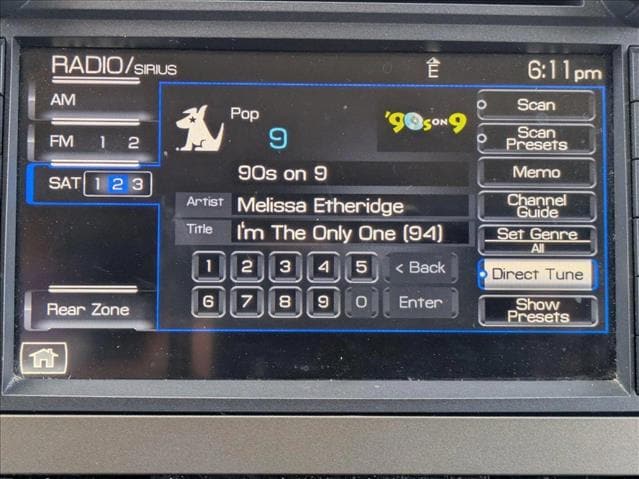 RADIO/SIRIUS
E
6:11pm
AM
FM 1 2
SAT 1 2 3
Rear Zone
Pop
9
'90s ON 9
90s on 9
Artist Melissa Etheridge
Title I'm The Only One (94)
1 2 3 4 5 < Back
6 7 8 9 0 Enter
Scan
Scan
Presets
Memo
Channel
Guide
Set Genre
All
Direct Tune
Show
Presets